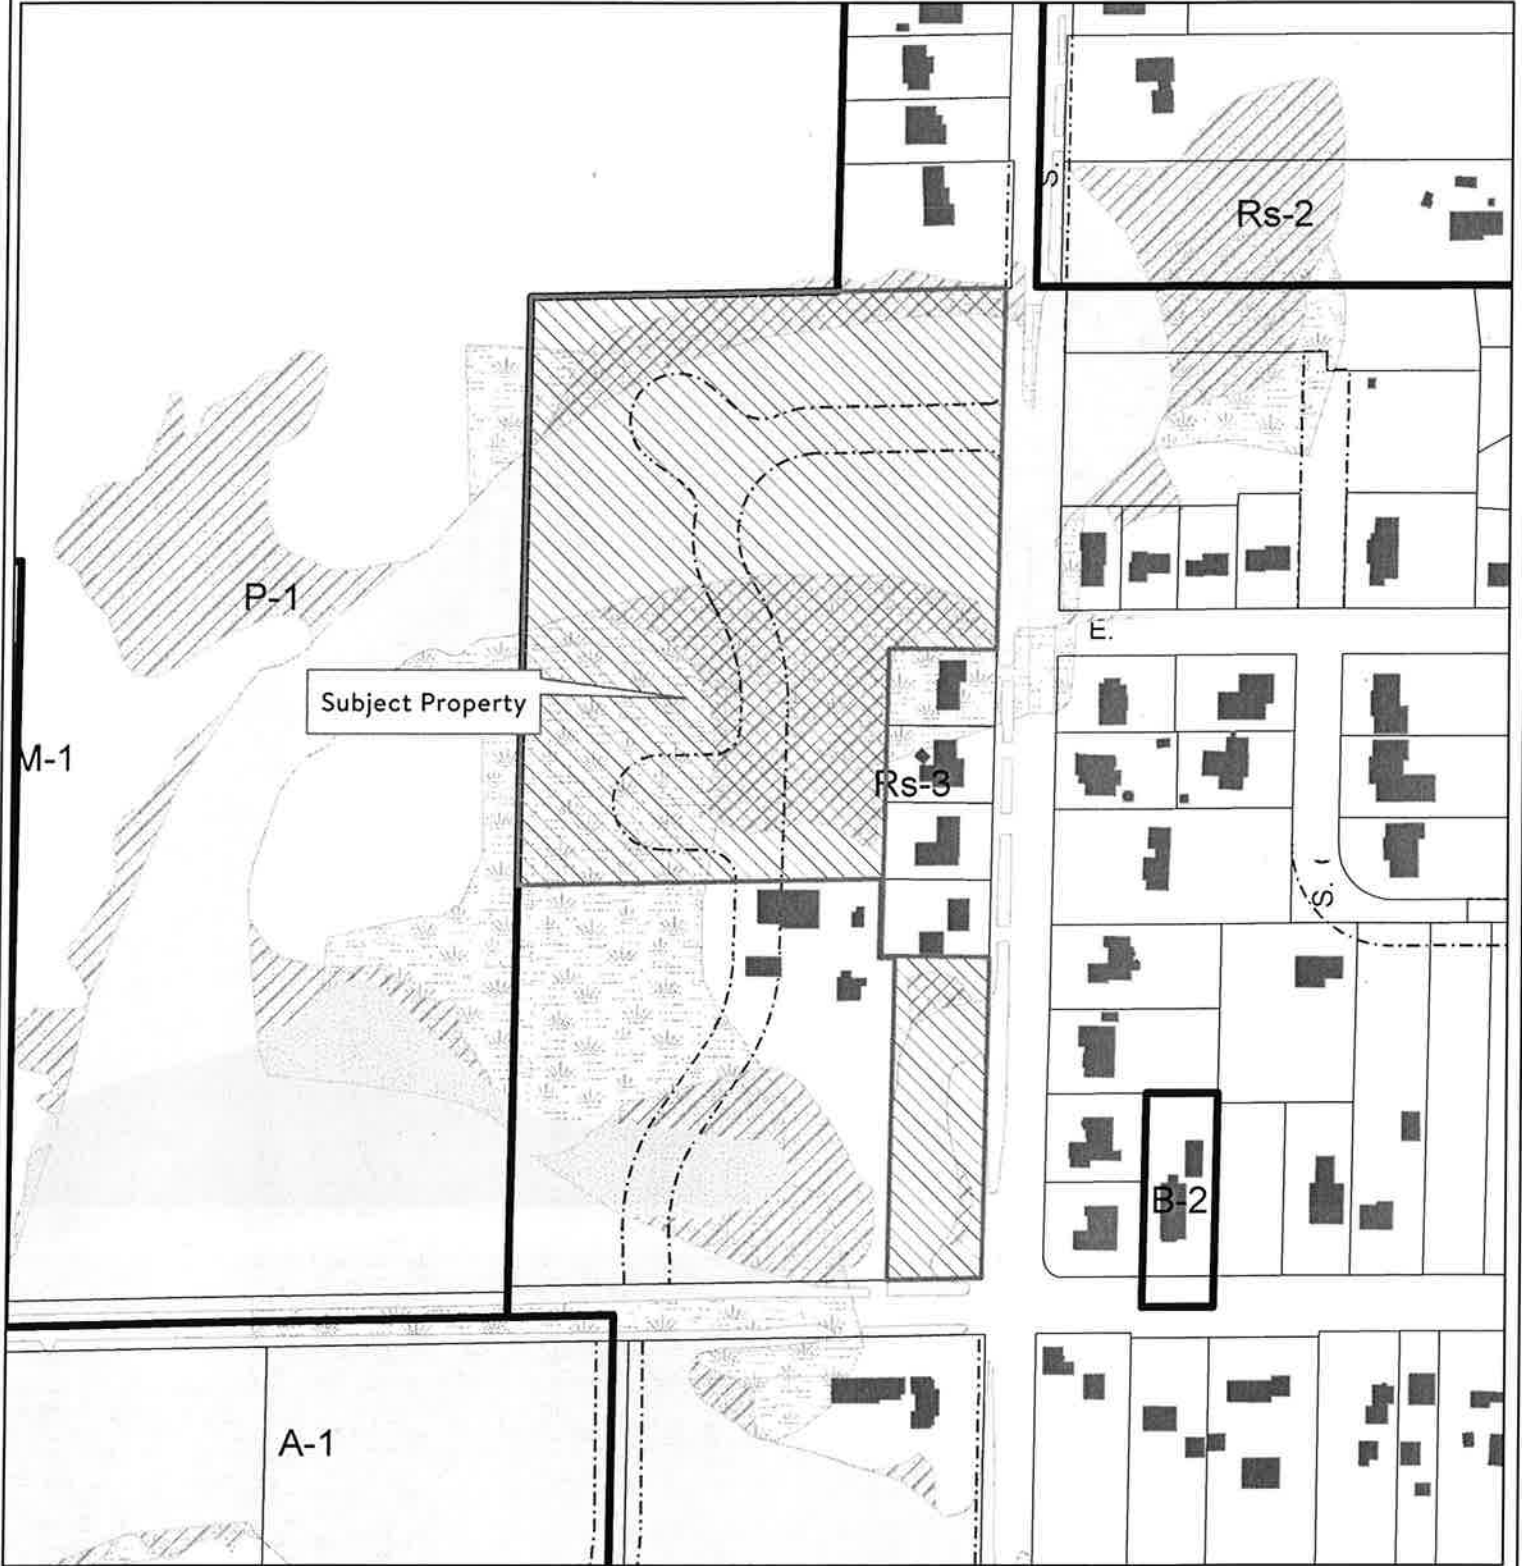 S.
Rs-2
P-1
E.
Subject Property
M-1
Rs-3
S. (
B-2
A-1